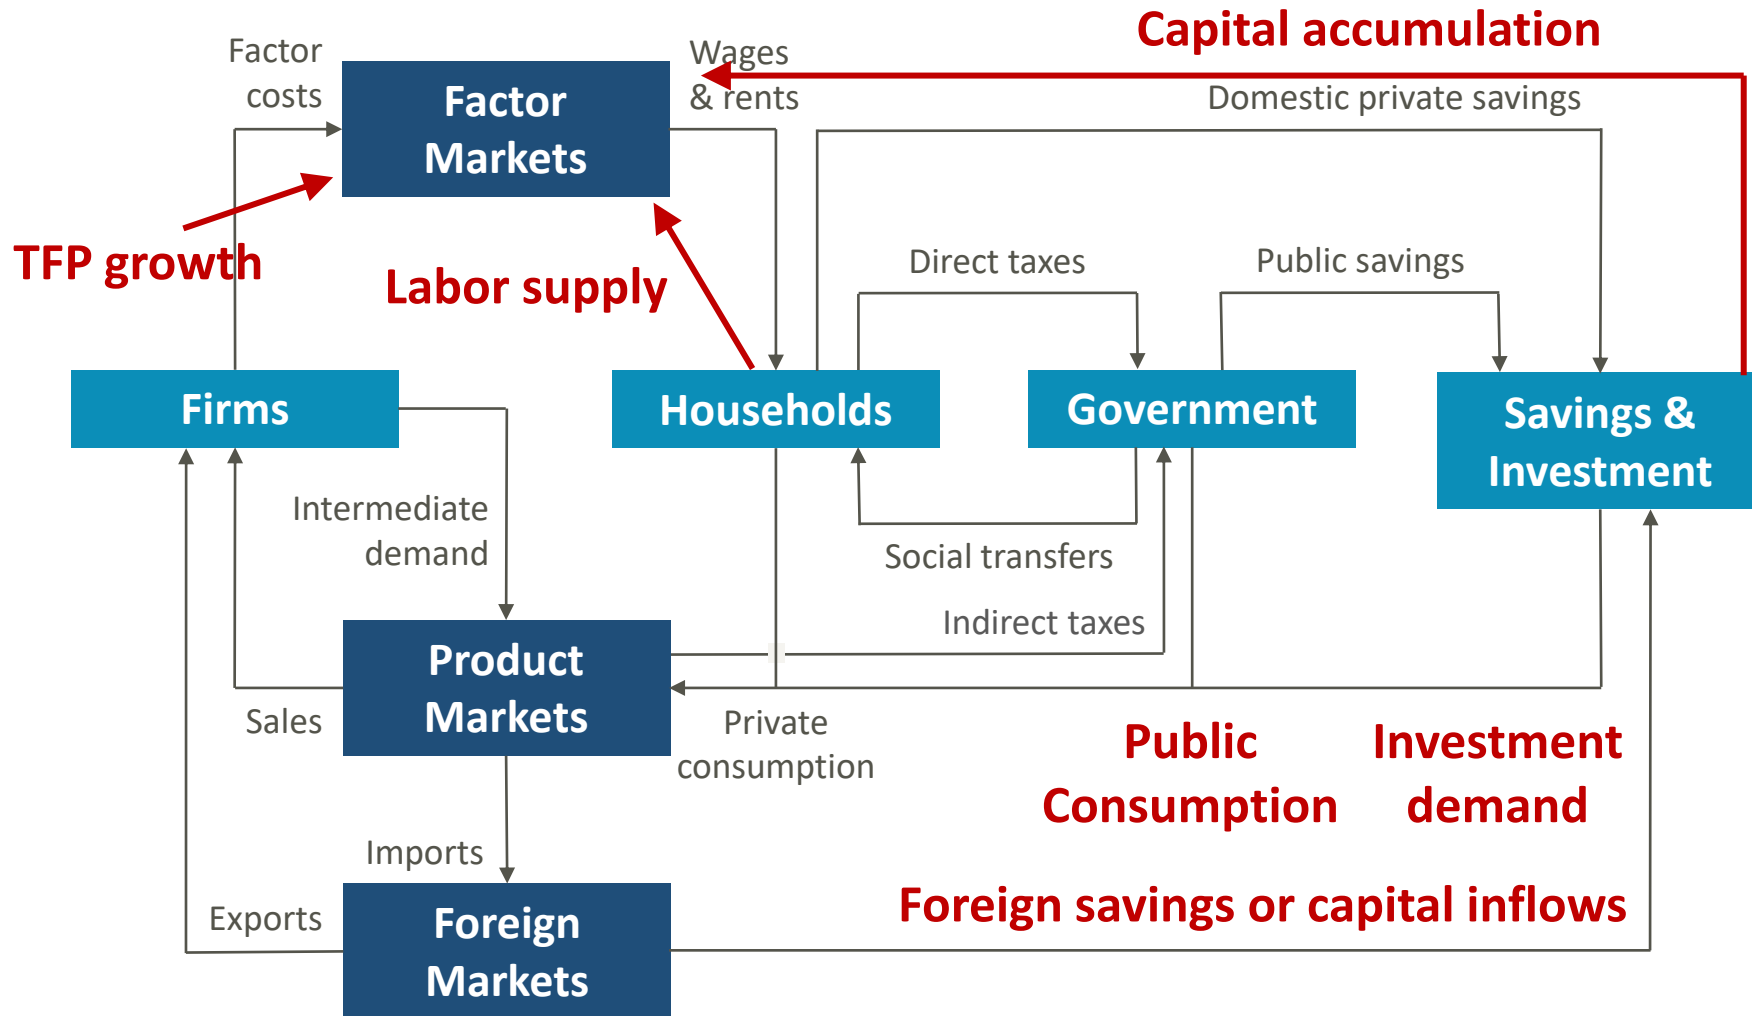 Capital accumulation
Factor
costs
Factor
Markets
Wages
& rents
Domestic private savings
TFP growth
Labor supply
Direct taxes
Public savings
Firms
Households
Government
Savings &
Investment
Intermediate
demand
Social transfers
Indirect taxes
Product
Markets
Sales
Private
consumption
Public
Consumption
Investment
demand
Imports
Exports
Foreign
Markets
Foreign savings or capital inflows